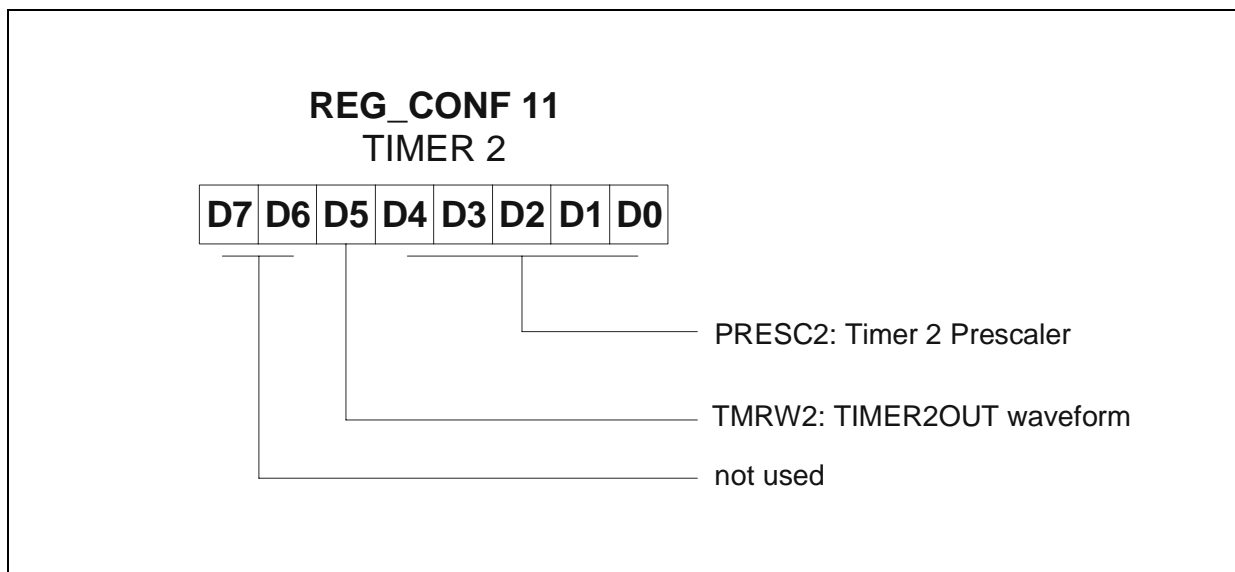 REG_CONF 11
TIMER 2
D7 D6 D5 D4 D3 D2 D1 D0
PRESC2: Timer 2 Prescaler
TMRW2: TIMER2OUT waveform
not used